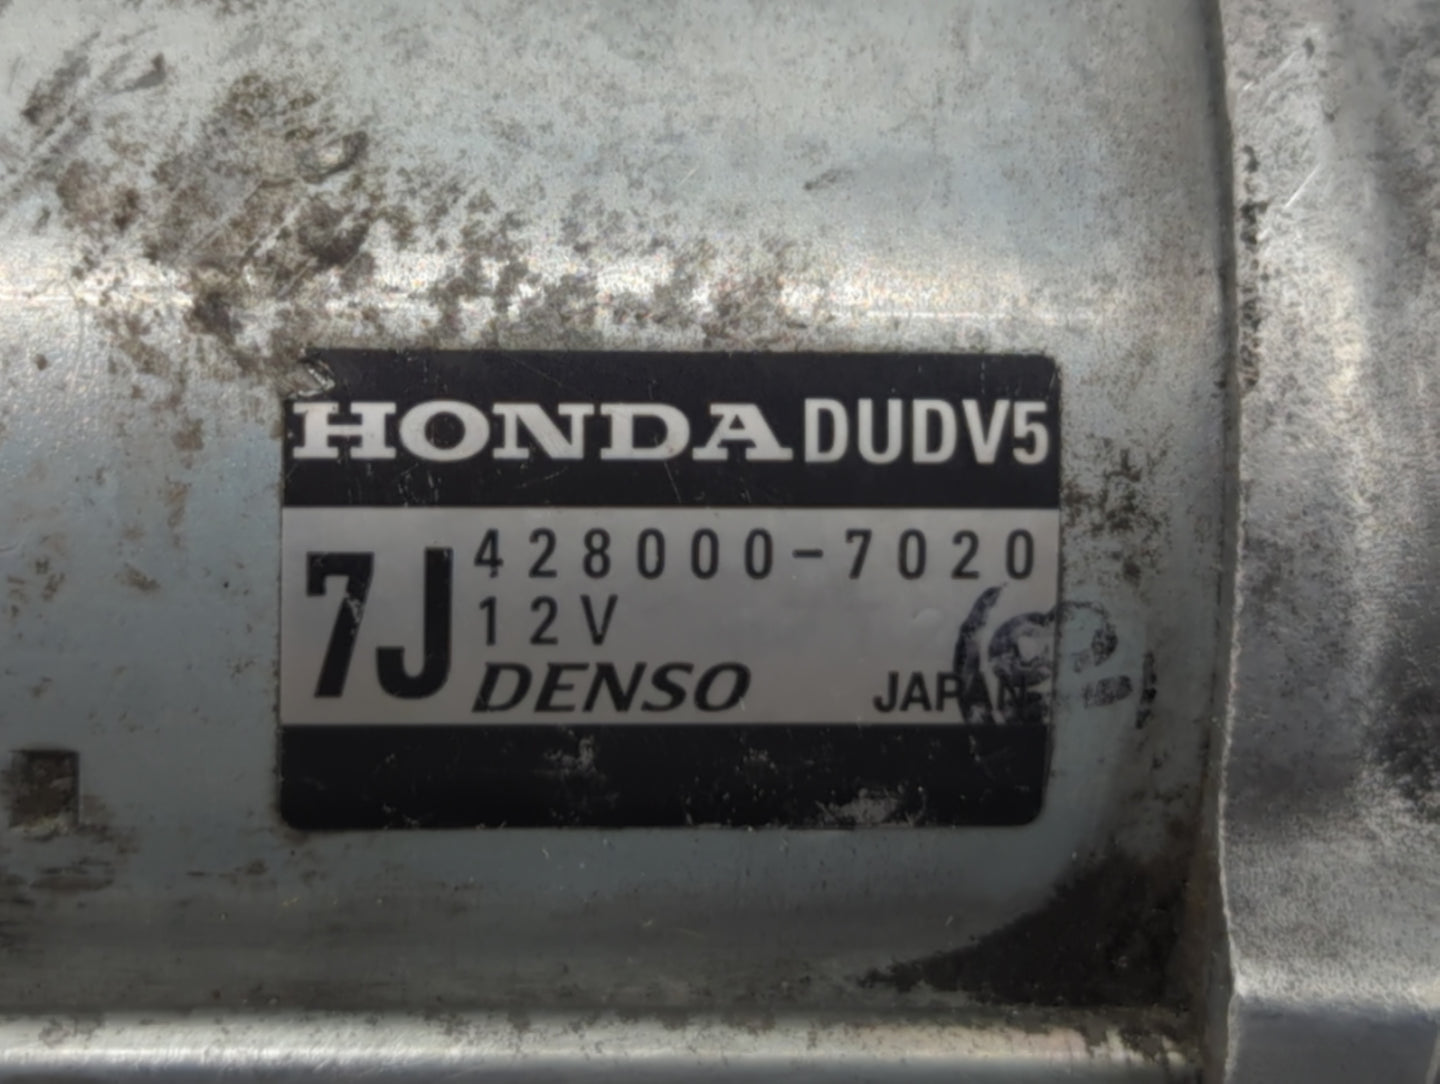 HONDA DUDV5
7J
428000-7020
12V
DENSO JAPAN